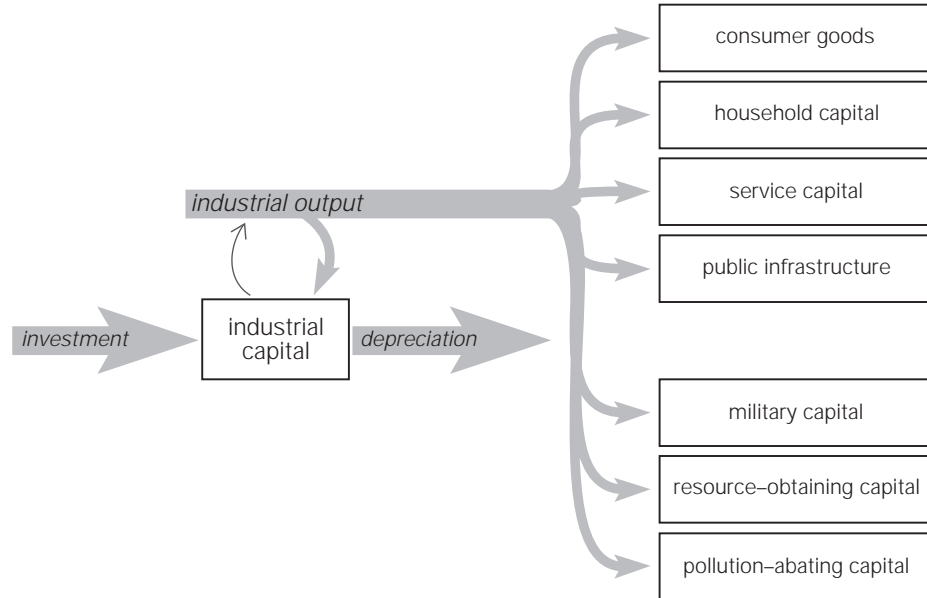 consumer goods
household capital
service capital
industrial output
public infrastructure
investment
industrial
capital
depreciation
military capital
resource–obtaining capital
pollution–abating capital